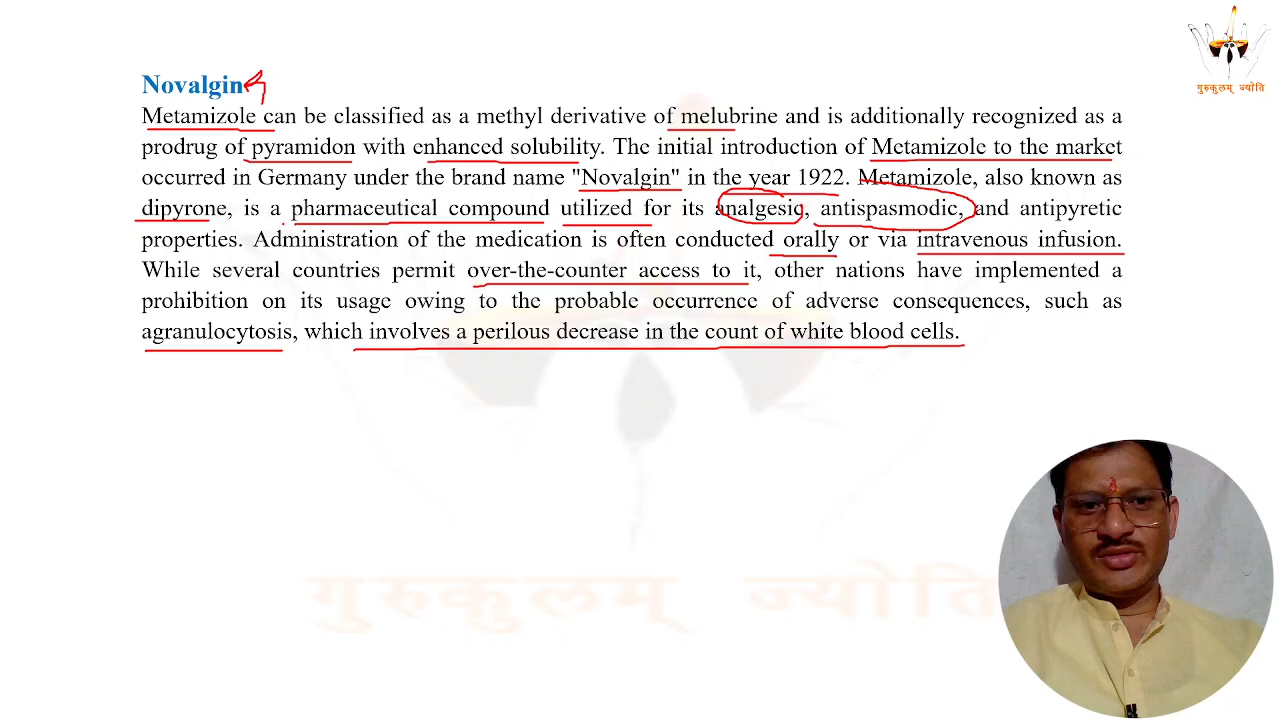 गुरुकुलम् ज्योति
Novalgin
Metamizole can be classified as a methyl derivative of melubrine and is additionally recognized as a
prodrug of pyramidon with enhanced solubility. The initial introduction of Metamizole to the market
occurred in Germany under the brand name "Novalgin" in the year 1922. Metamizole, also known as
dipyrone, is a pharmaceutical compound utilized for its analgesic, antispasmodic, and antipyretic
properties. Administration of the medication is often conducted orally or via intravenous infusion.
While several countries permit over-the-counter access to it, other nations have implemented a
prohibition on its usage owing to the probable occurrence of adverse consequences, such as
agranulocytosis, which involves a perilous decrease in the count of white blood cells.
गुरुकुलम् ज्योति